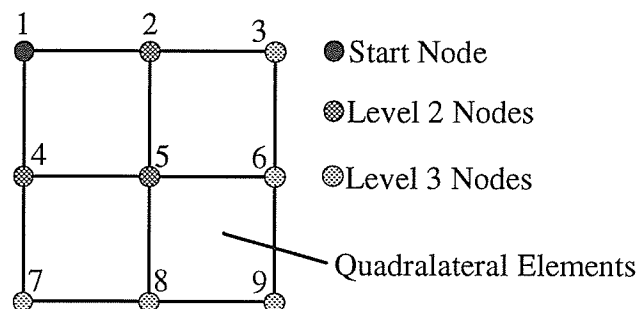 1 2 3
Start Node
Level 2 Nodes
4 5 6
Level 3 Nodes
Quadralateral Elements
7 8 9